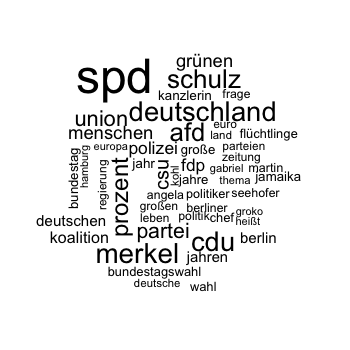 grünen
spd
schulz
kanzlerin
frage
deutschland
union
euro
menschen
afd
land
flüchtlinge
europa
polizei
große
parteien
zeitung
bundestag
hamburg
regierung
prozent
jahr
csu
kohl
fdp
gabriel
martin
jahre
thema
jamaika
angela
politiker
seehofer
großen
berliner
deutschen
leben
politik
chef
groko
heißt
koalition
partei
cdu
berlin
merkel
jahren
bundestagswahl
deutsche
wahl